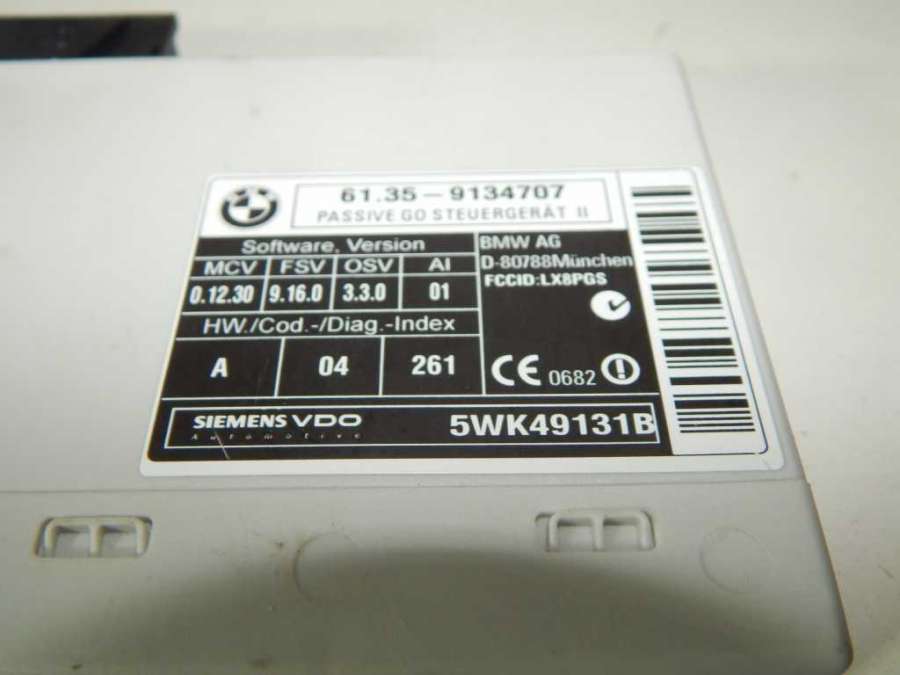 61.35 – 9134707
PASSIVE GO STEUERGERÄT II
Software, Version
MCV FSV OSV AI
0.12.30 9.16.0 3.3.0 01
HW./Cod.-/Diag.-Index
A 04 261
BMW AG
D-80788München
FCCID:LX8PGS
CE 0682
SIEMENS VDO
Automotive
5WK49131B